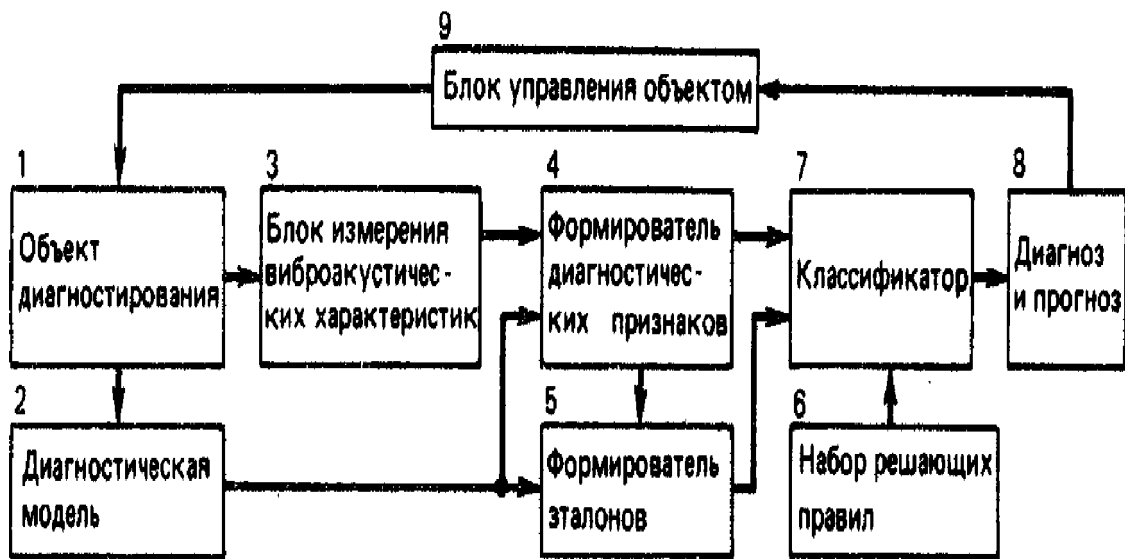 9
Блок управления объектом
1
Объект
диагностирования
3
Блок измерения
виброакустичес-
ких характеристик
4
Формирователь
диагностичес-
ких признаков
7
Классификатор
8
Диагноз
и прогноз
2
Диагностическая
модель
5
Формирователь
эталонов
6
Набор решающих
правил